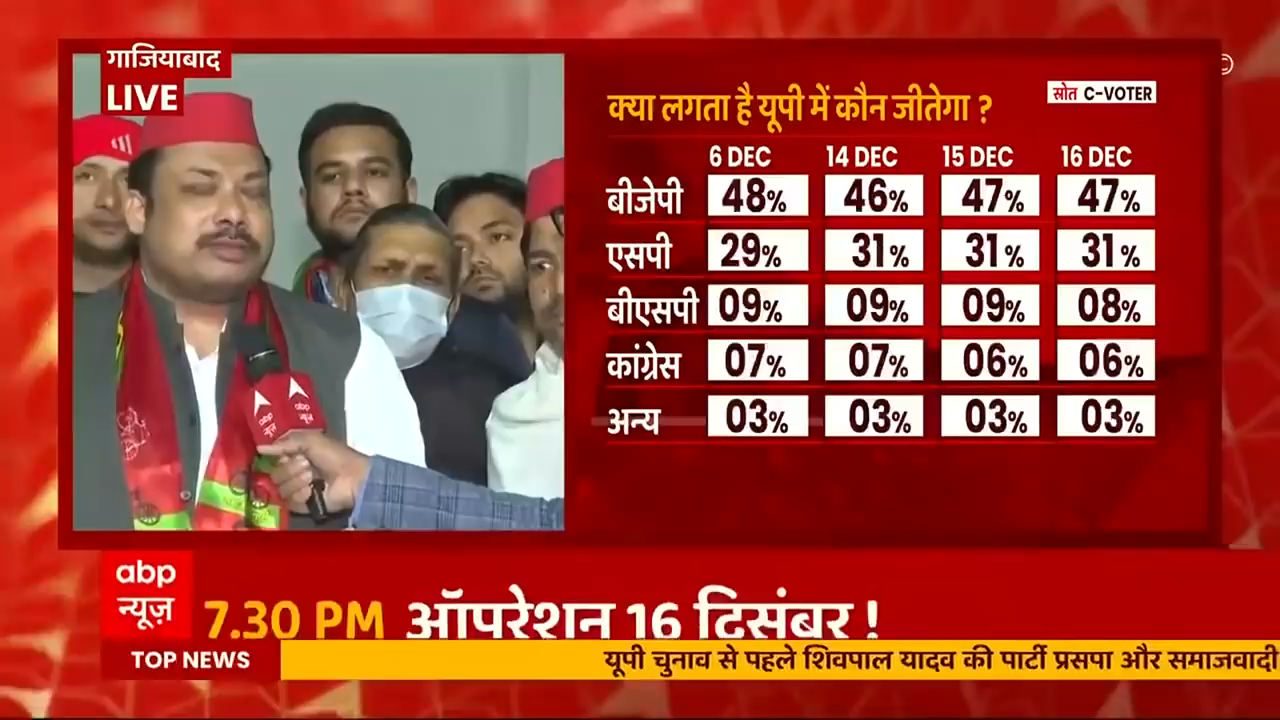 गाजियाबाद
LIVE
क्या लगता है यूपी में कौन जीतेगा ?
स्रोत C-VOTER
6 DEC 14 DEC 15 DEC 16 DEC
बीजेपी 48% 46% 47% 47%
एसपी 29% 31% 31% 31%
बीएसपी 09% 09% 09% 08%
कांग्रेस 07% 07% 06% 06%
अन्य 03% 03% 03% 03%
abp न्यूज़
abp न्यूज़
abp
न्यूज़
7.30 PM ऑपरेशन 16 दिसंबर !
TOP NEWS
यूपी चुनाव से पहले शिवपाल यादव की पार्टी प्रसपा और समाजवादी